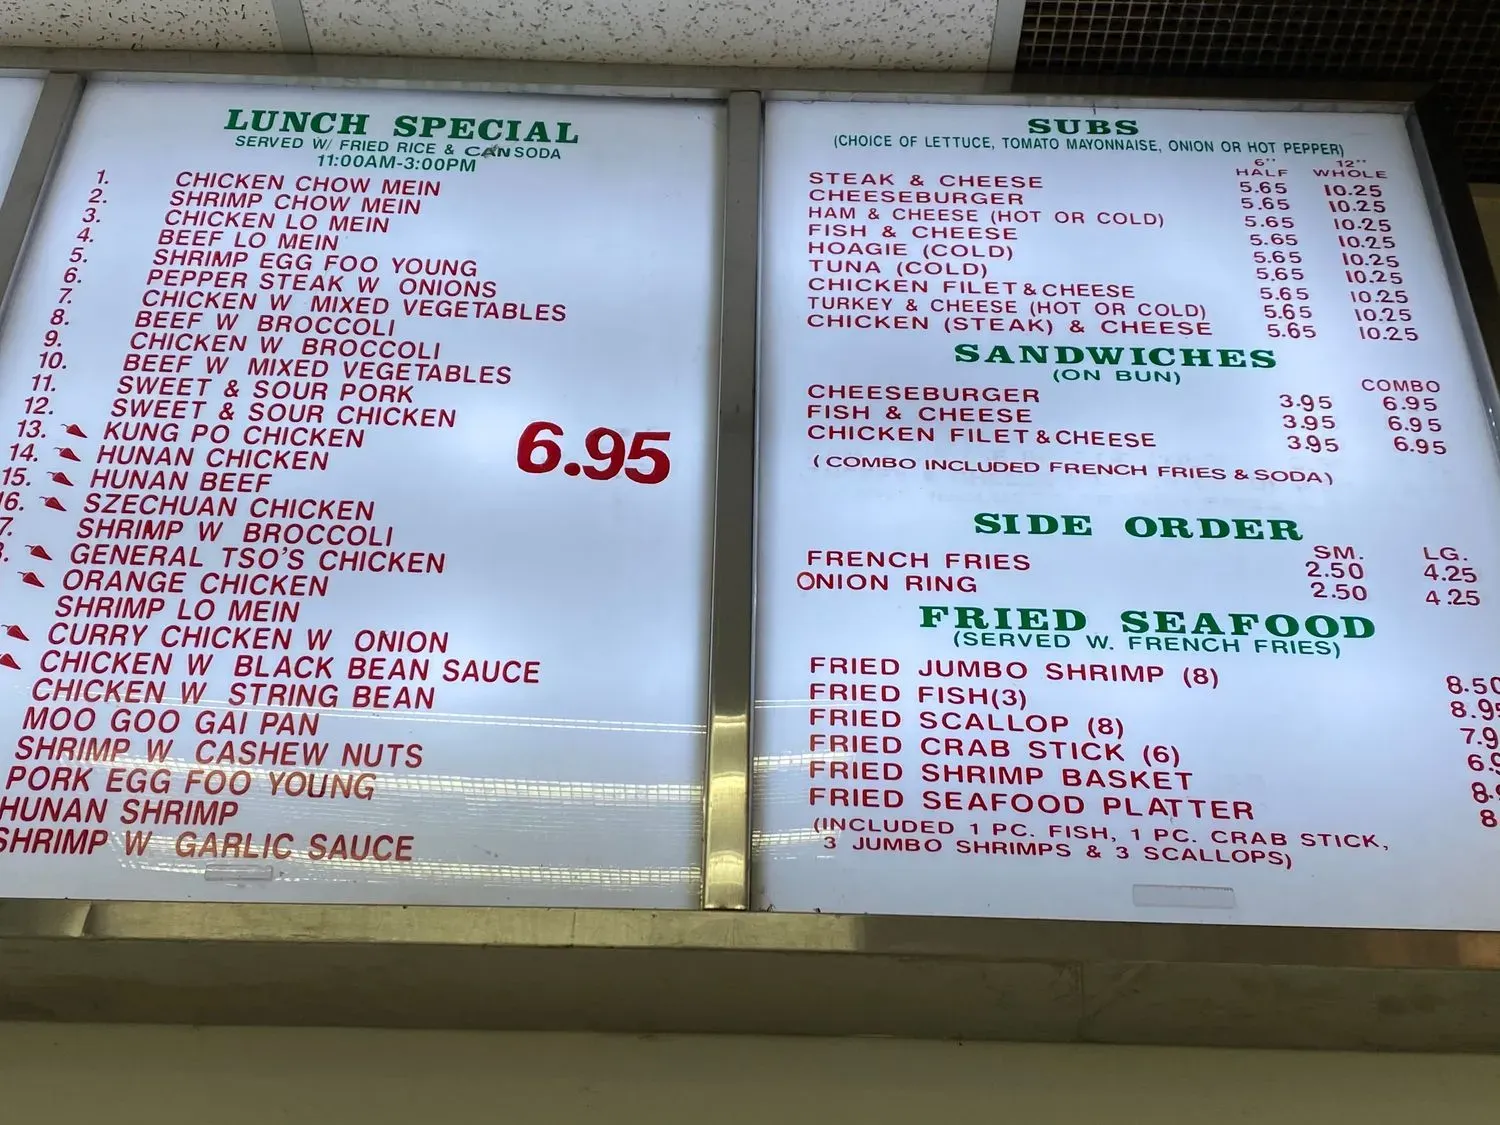 LUNCH SPECIAL
SERVED W/ FRIED RICE & CAN SODA
11:00AM-3:00PM
1. CHICKEN CHOW MEIN
2. SHRIMP CHOW MEIN
3. CHICKEN LO MEIN
4. BEEF LO MEIN
5. SHRIMP EGG FOO YOUNG
6. PEPPER STEAK W ONIONS
7. CHICKEN W MIXED VEGETABLES
8. BEEF W BROCCOLI
9. CHICKEN W BROCCOLI
10. BEEF W MIXED VEGETABLES
11. SWEET & SOUR PORK
12. SWEET & SOUR CHICKEN
13. KUNG PO CHICKEN
14. HUNAN CHICKEN
15. HUNAN BEEF
16. SZECHUAN CHICKEN
7. SHRIMP W BROCCOLI
GENERAL TSO'S CHICKEN
ORANGE CHICKEN
SHRIMP LO MEIN
CURRY CHICKEN W ONION
CHICKEN W BLACK BEAN SAUCE
CHICKEN W STRING BEAN
MOO GOO GAI PAN
SHRIMP W CASHEW NUTS
PORK EGG FOO YOUNG
HUNAN SHRIMP
SHRIMP W GARLIC SAUCE
6.95
SUBS
(CHOICE OF LETTUCE, TOMATO MAYONNAISE, ONION OR HOT PEPPER)
6" 12"
HALF WHOLE
STEAK & CHEESE 5.65 10.25
CHEESEBURGER 5.65 10.25
HAM & CHEESE (HOT OR COLD) 5.65 10.25
FISH & CHEESE 5.65 10.25
HOAGIE (COLD) 5.65 10.25
TUNA (COLD) 5.65 10.25
CHICKEN FILET & CHEESE 5.65 10.25
TURKEY & CHEESE (HOT OR COLD) 5.65 10.25
CHICKEN (STEAK) & CHEESE 5.65 10.25
SANDWICHES
(ON BUN)
COMBO
CHEESEBURGER 3.95 6.95
FISH & CHEESE 3.95 6.95
CHICKEN FILET & CHEESE 3.95 6.95
(COMBO INCLUDED FRENCH FRIES & SODA)
SIDE ORDER
SM. LG.
FRENCH FRIES 2.50 4.25
ONION RING 2.50 4.25
FRIED SEAFOOD
(SERVED W. FRENCH FRIES)
FRIED JUMBO SHRIMP (8) 8.50
FRIED FISH(3) 8.95
FRIED SCALLOP (8) 7.9
FRIED CRAB STICK (6) 6.9
FRIED SHRIMP BASKET 8.
FRIED SEAFOOD PLATTER 8
(INCLUDED 1 PC. FISH, 1 PC. CRAB STICK,
3 JUMBO SHRIMPS & 3 SCALLOPS)